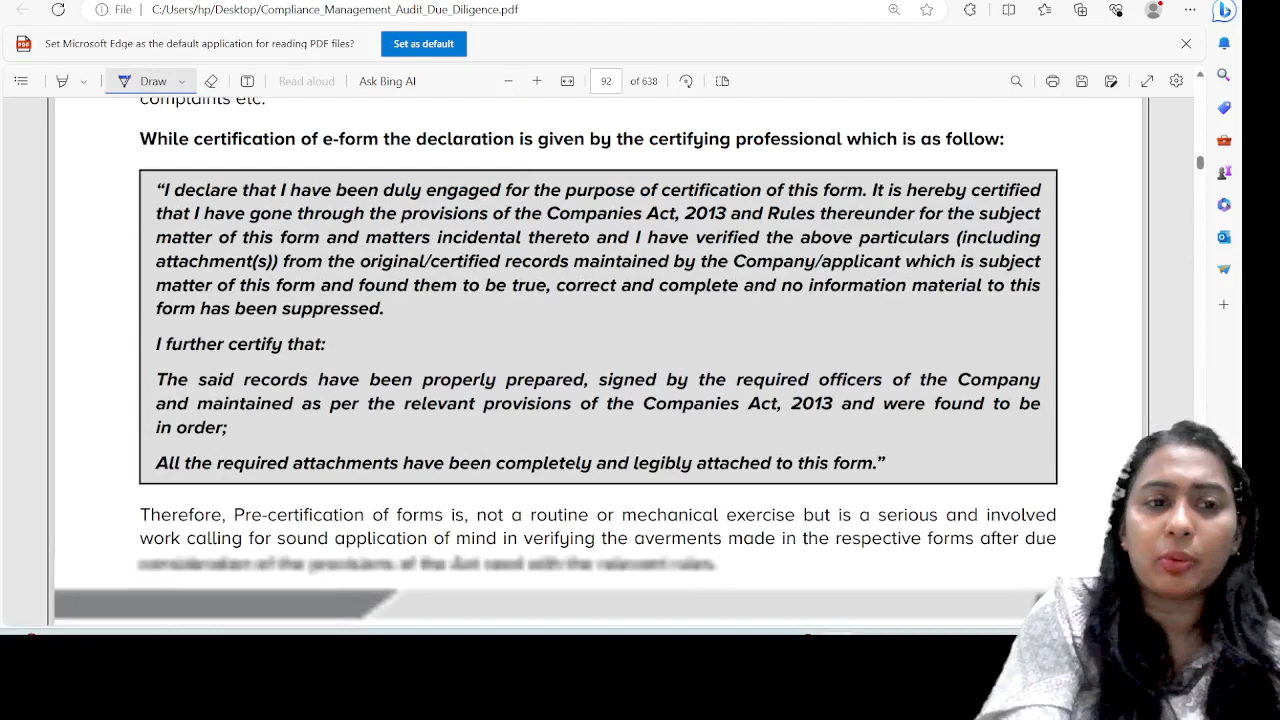 File
C:/Users/hp/Desktop/Compliance_Management_Audit_Due_Diligence.pdf
Set Microsoft Edge as the default application for reading PDF files?
Set as default
Draw
Read aloud
Ask Bing AI
92 of 638
complaints etc.
While certification of e-form the declaration is given by the certifying professional which is as follow:
“I declare that I have been duly engaged for the purpose of certification of this form. It is hereby certified
that I have gone through the provisions of the Companies Act, 2013 and Rules thereunder for the subject
matter of this form and matters incidental thereto and I have verified the above particulars (including
attachment(s)) from the original/certified records maintained by the Company/applicant which is subject
matter of this form and found them to be true, correct and complete and no information material to this
form has been suppressed.
I further certify that:
The said records have been properly prepared, signed by the required officers of the Company
and maintained as per the relevant provisions of the Companies Act, 2013 and were found to be
in order;
All the required attachments have been completely and legibly attached to this form.”
Therefore, Pre-certification of forms is, not a routine or mechanical exercise but is a serious and involved
work calling for sound application of mind in verifying the averments made in the respective forms after due